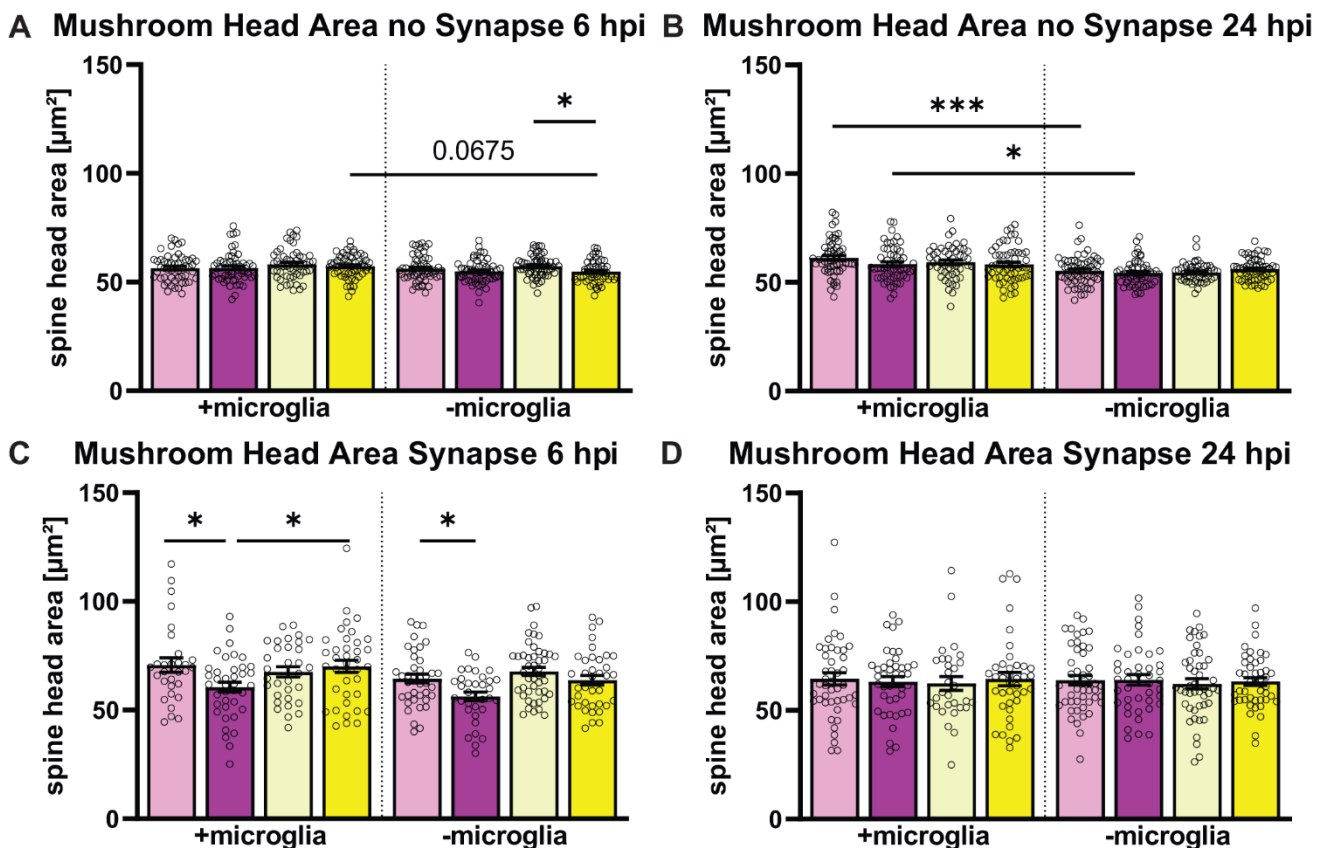 A Mushroom Head Area no Synapse 6 hpi
spine head area [µm²]
150
100
50
0
*
0.0675
+microglia
-microglia
B Mushroom Head Area no Synapse 24 hpi
spine head area [µm²]
150
100
50
0
***
*
+microglia
-microglia
C Mushroom Head Area Synapse 6 hpi
spine head area [µm²]
150
100
50
0
* * *
+microglia
-microglia
D Mushroom Head Area Synapse 24 hpi
spine head area [µm²]
150
100
50
0
+microglia
-microglia